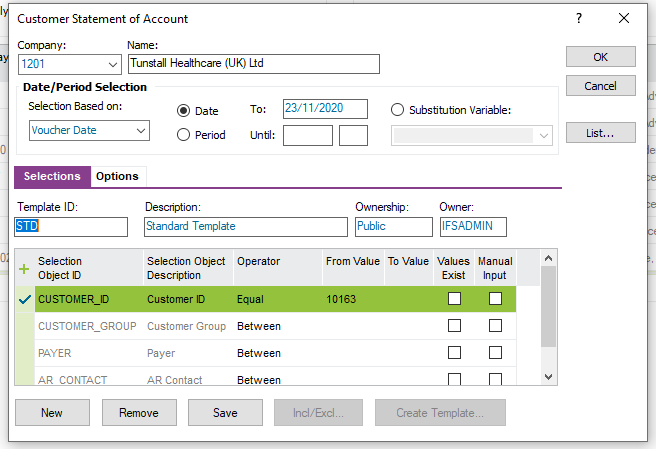 Customer Statement of Account
?
Company: Name:
1201 Tunstall Healthcare (UK) Ltd
OK
Cancel
List...
Date/Period Selection
Selection Based on: Date To: 23/11/2020 Substitution Variable:
Voucher Date Period Until:
Selections Options
Template ID: Description: Ownership: Owner:
STD Standard Template Public IFSADMIN
Selection Object ID Selection Object Description Operator From Value To Value Values Exist Manual Input
CUSTOMER_ID Customer ID Equal 10163
CUSTOMER_GROUP Customer Group Between
PAYER Payer Between
AR_CONTACT AR Contact Between
New Remove Save Incl/Excl... Create Template...